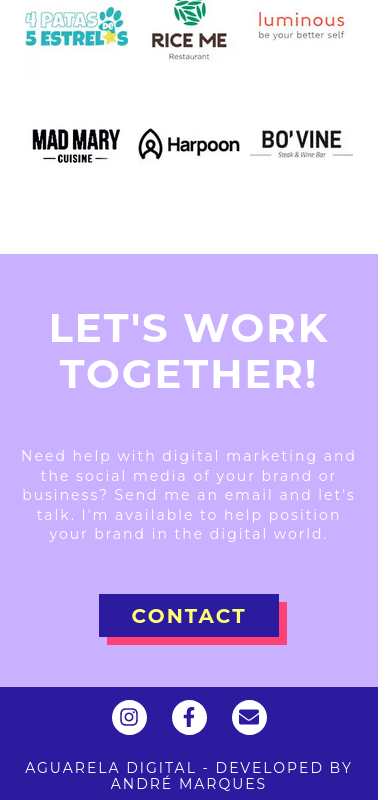 4 PATAS
DE
5 ESTRELOS
RICE ME
Restaurant
luminous
be your better self
MAD MARY
CUISINE
Harpoon
BO'VINE
Steak & Wine Bar
LET'S WORK
TOGETHER!
Need help with digital marketing and
the social media of your brand or
business? Send me an email and let's
talk. I'm available to help position
your brand in the digital world.
CONTACT
AGUARELA DIGITAL - DEVELOPED BY
ANDRÉ MARQUES